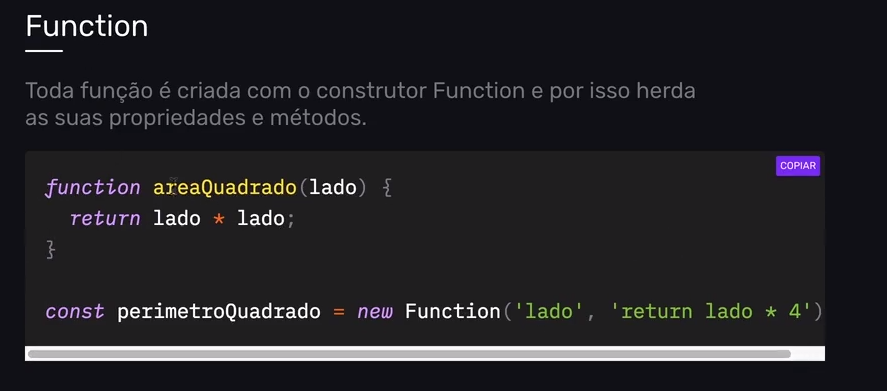 Function
Toda função é criada com o construtor Function e por isso herda
as suas propriedades e métodos.
COPIAR
function areaQuadrado(lado) {
  return lado * lado;
}
const perimetroQuadrado = new Function('lado', 'return lado * 4')